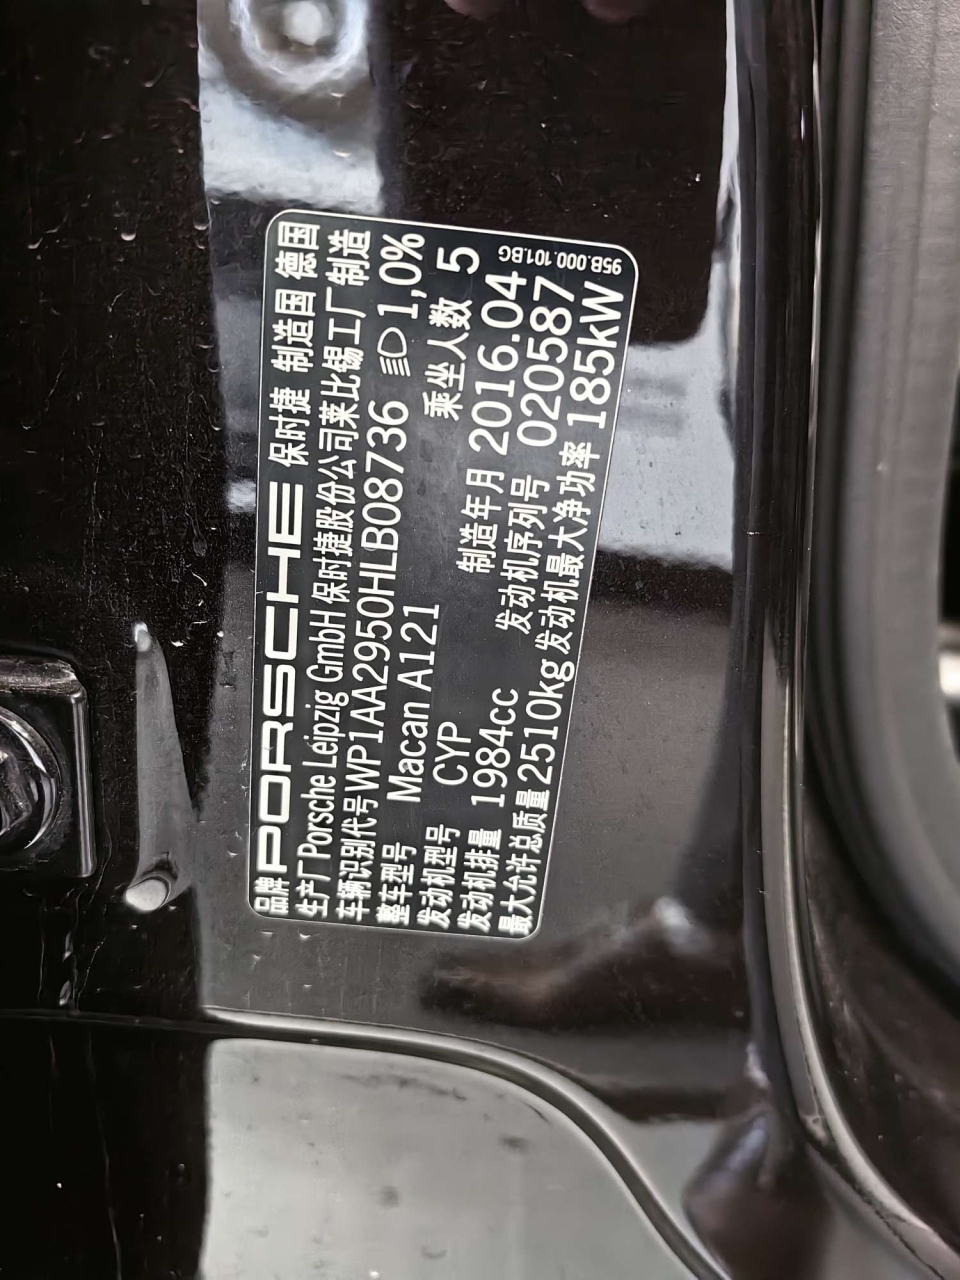 品牌 PORSCHE 保时捷 制造国 德国
生产厂 Porsche Leipzig GmbH 保时捷股份公司莱比锡工厂制造
车辆识别代号 WP1AA2950HLB08736 1,0%
整车型号 Macan A121 乘坐人数 5
发动机型号 CYP 制造年月 2016.04
发动机排量 1984cc 发动机序列号 020587
最大允许总质量 2510kg 发动机最大净功率 185kW
95B.000.101.BG